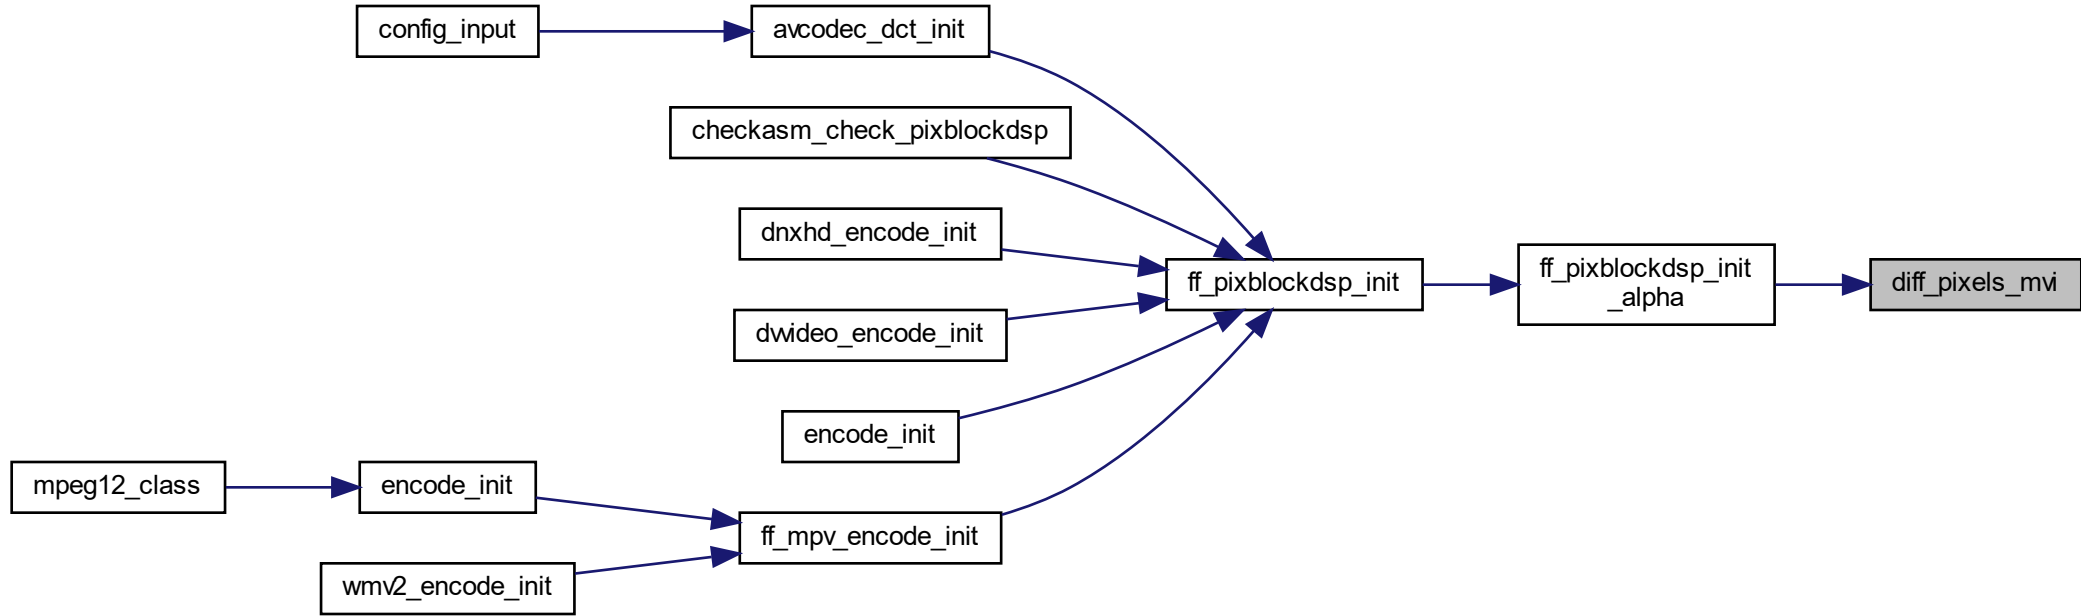 config_input
avcodec_dct_init
checkasm_check_pixblockdsp
dnxhd_encode_init
ff_pixblockdsp_init
ff_pixblockdsp_init
_alpha
diff_pixels_mvi
dvvideo_encode_init
encode_init
mpeg12_class
encode_init
ff_mpv_encode_init
wmv2_encode_init